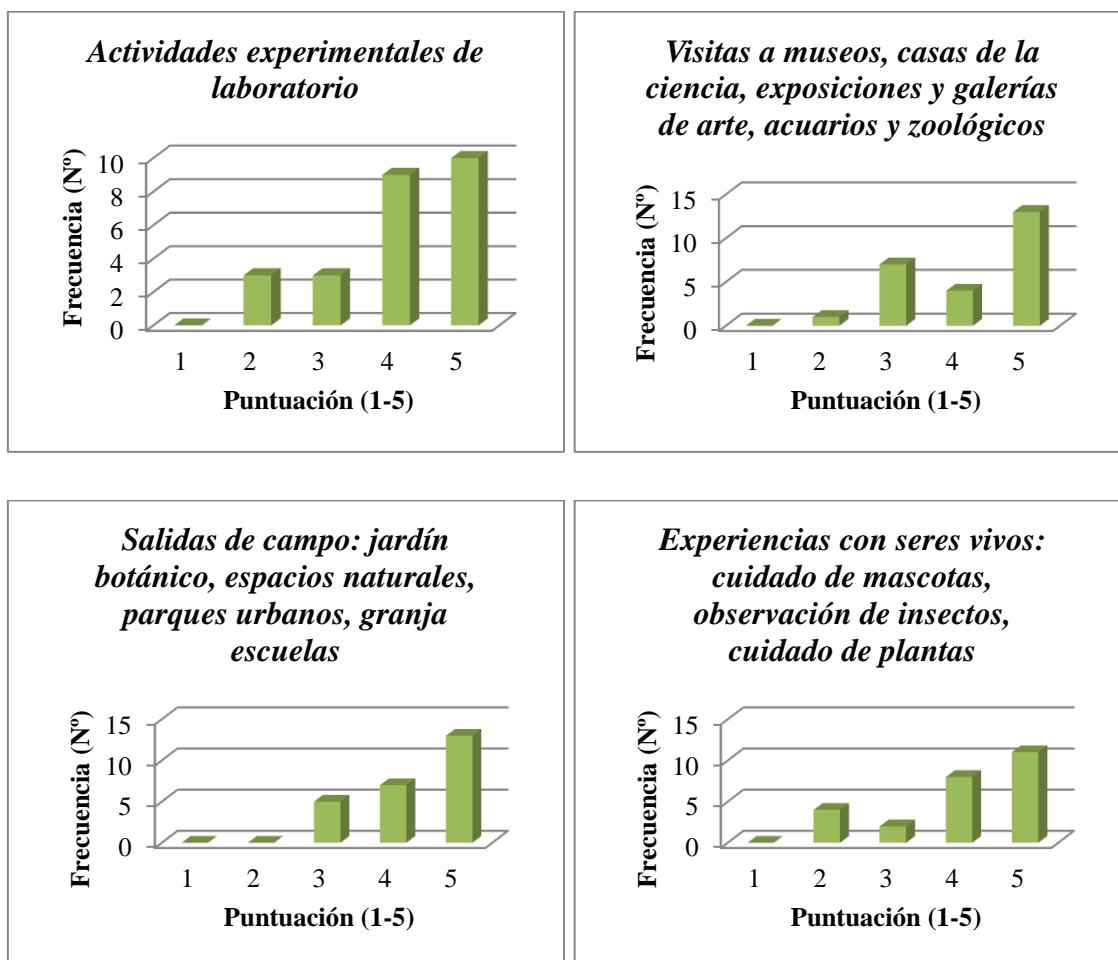 Actividades experimentales de
laboratorio
Frecuencia (Nº)
10
8
6
4
2
0
1 2 3 4 5
Puntuación (1-5)
Visitas a museos, casas de la
ciencia, exposiciones y galerías
de arte, acuarios y zoológicos
Frecuencia (Nº)
15
10
5
0
1 2 3 4 5
Puntuación (1-5)
Salidas de campo: jardín
botánico, espacios naturales,
parques urbanos, granja
escuelas
Frecuencia (Nº)
15
10
5
0
1 2 3 4 5
Puntuación (1-5)
Experiencias con seres vivos:
cuidado de mascotas,
observación de insectos,
cuidado de plantas
Frecuencia (Nº)
15
10
5
0
1 2 3 4 5
Puntuación (1-5)